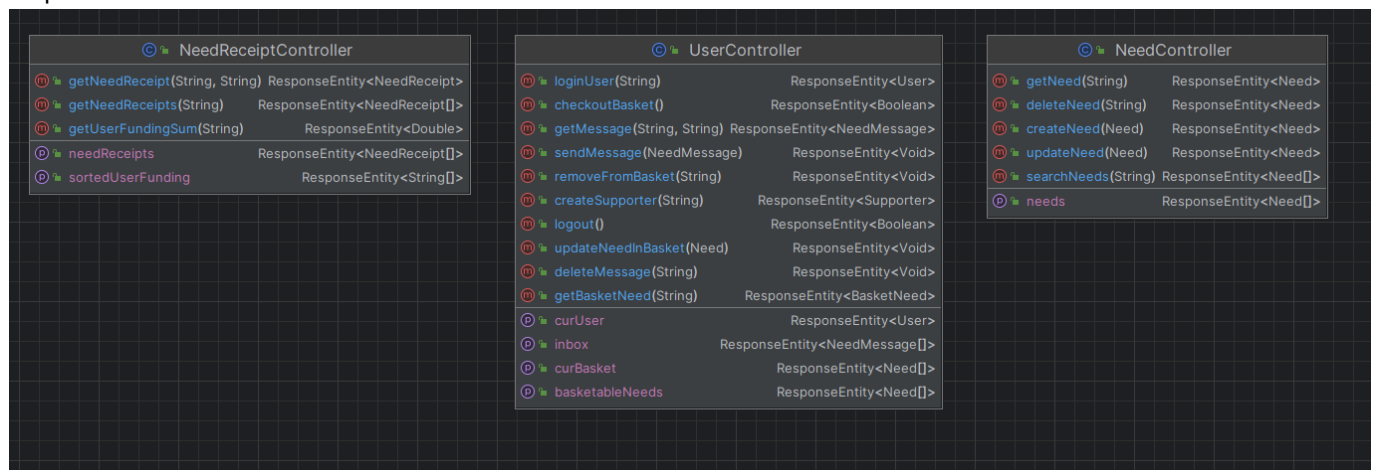 NeedReceiptController
getNeedReceipt(String, String) ResponseEntity<NeedReceipt>
getNeedReceipts(String) ResponseEntity<NeedReceipt[]>
getUserFundingSum(String) ResponseEntity<Double>
needReceipts ResponseEntity<NeedReceipt[]>
sortedUserFunding ResponseEntity<String[]>
UserController
loginUser(String) ResponseEntity<User>
checkoutBasket() ResponseEntity<Boolean>
getMessage(String, String) ResponseEntity<NeedMessage>
sendMessage(NeedMessage) ResponseEntity<Void>
removeFromBasket(String) ResponseEntity<Void>
createSupporter(String) ResponseEntity<Supporter>
logout() ResponseEntity<Boolean>
updateNeedInBasket(Need) ResponseEntity<Void>
deleteMessage(String) ResponseEntity<Void>
getBasketNeed(String) ResponseEntity<BasketNeed>
curUser ResponseEntity<User>
inbox ResponseEntity<NeedMessage[]>
curBasket ResponseEntity<Need[]>
basketableNeeds ResponseEntity<Need[]>
NeedController
getNeed(String) ResponseEntity<Need>
deleteNeed(String) ResponseEntity<Need>
createNeed(Need) ResponseEntity<Need>
updateNeed(Need) ResponseEntity<Need>
searchNeeds(String) ResponseEntity<Need[]>
needs ResponseEntity<Need[]>